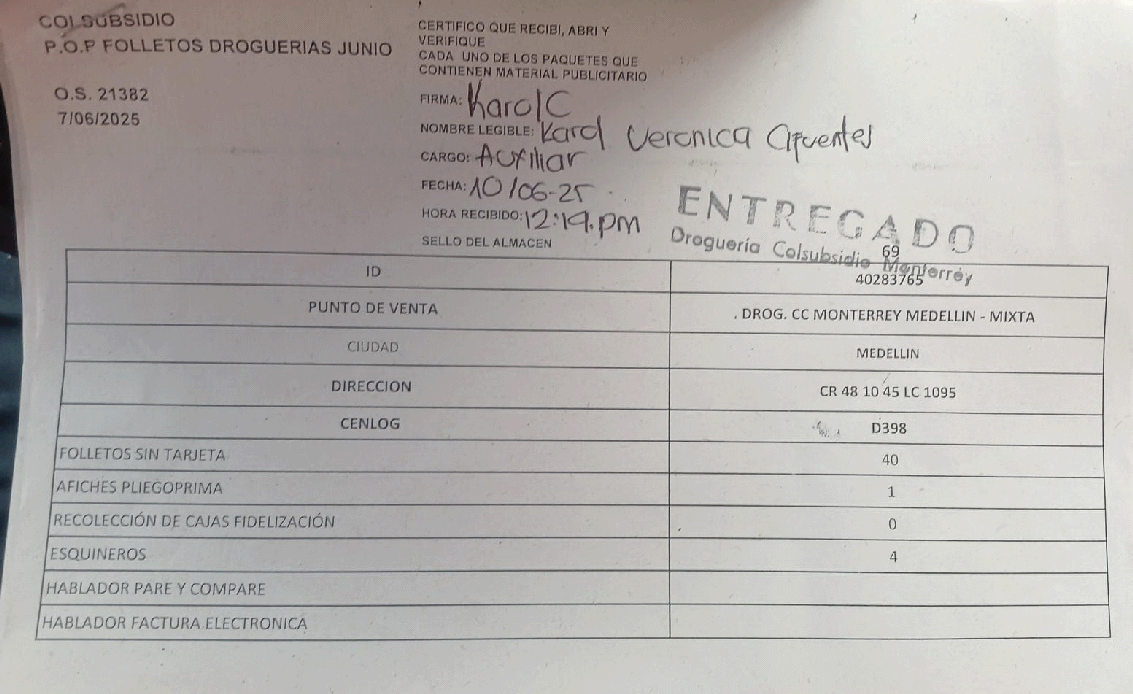 COLSUBSIDIO
P.O.P FOLLETOS DROGUERIAS JUNIO
O.S. 21382
7/06/2025
CERTIFICO QUE RECIBI, ABRI Y
VERIFIQUE
CADA UNO DE LOS PAQUETES QUE
CONTIENEN MATERIAL PUBLICITARIO
FIRMA: Karol C
NOMBRE LEGIBLE: Karol Veronica Cifuentes
CARGO: Auxiliar
FECHA: 10/06-25
HORA RECIBIDO: 12:19.pm
SELLO DEL ALMACEN
ENTREGADO
Droguería Colsubsidio Monterrey
69
ID 40283765
PUNTO DE VENTA . DROG. CC MONTERREY MEDELLIN - MIXTA
CIUDAD MEDELLIN
DIRECCION CR 48 10 45 LC 1095
CENLOG D398
FOLLETOS SIN TARJETA 40
AFICHES PLIEGOPRIMA 1
RECOLECCIÓN DE CAJAS FIDELIZACIÓN 0
ESQUINEROS 4
HABLADOR PARE Y COMPARE
HABLADOR FACTURA ELECTRONICA